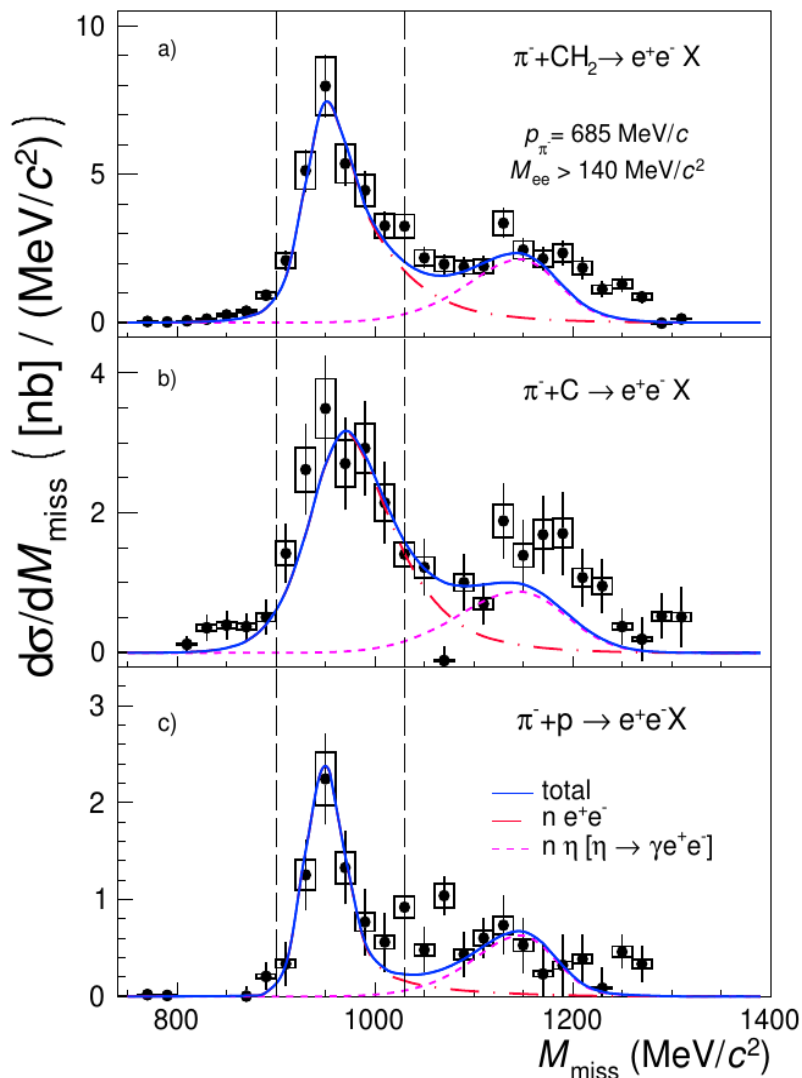 dσ/dM_miss ( [nb] / (MeV/c²) )
10
5
0
a)
π⁻+CH₂→ e⁺e⁻ X
p_π⁻ = 685 MeV/c
M_ee > 140 MeV/c²
4
2
0
b)
π⁻+C → e⁺e⁻ X
3
2
1
0
c)
π⁻+p → e⁺e⁻X
total
n e⁺e⁻
n η [η → γe⁺e⁻]
800 1000 1200 1400
M_miss (MeV/c²)